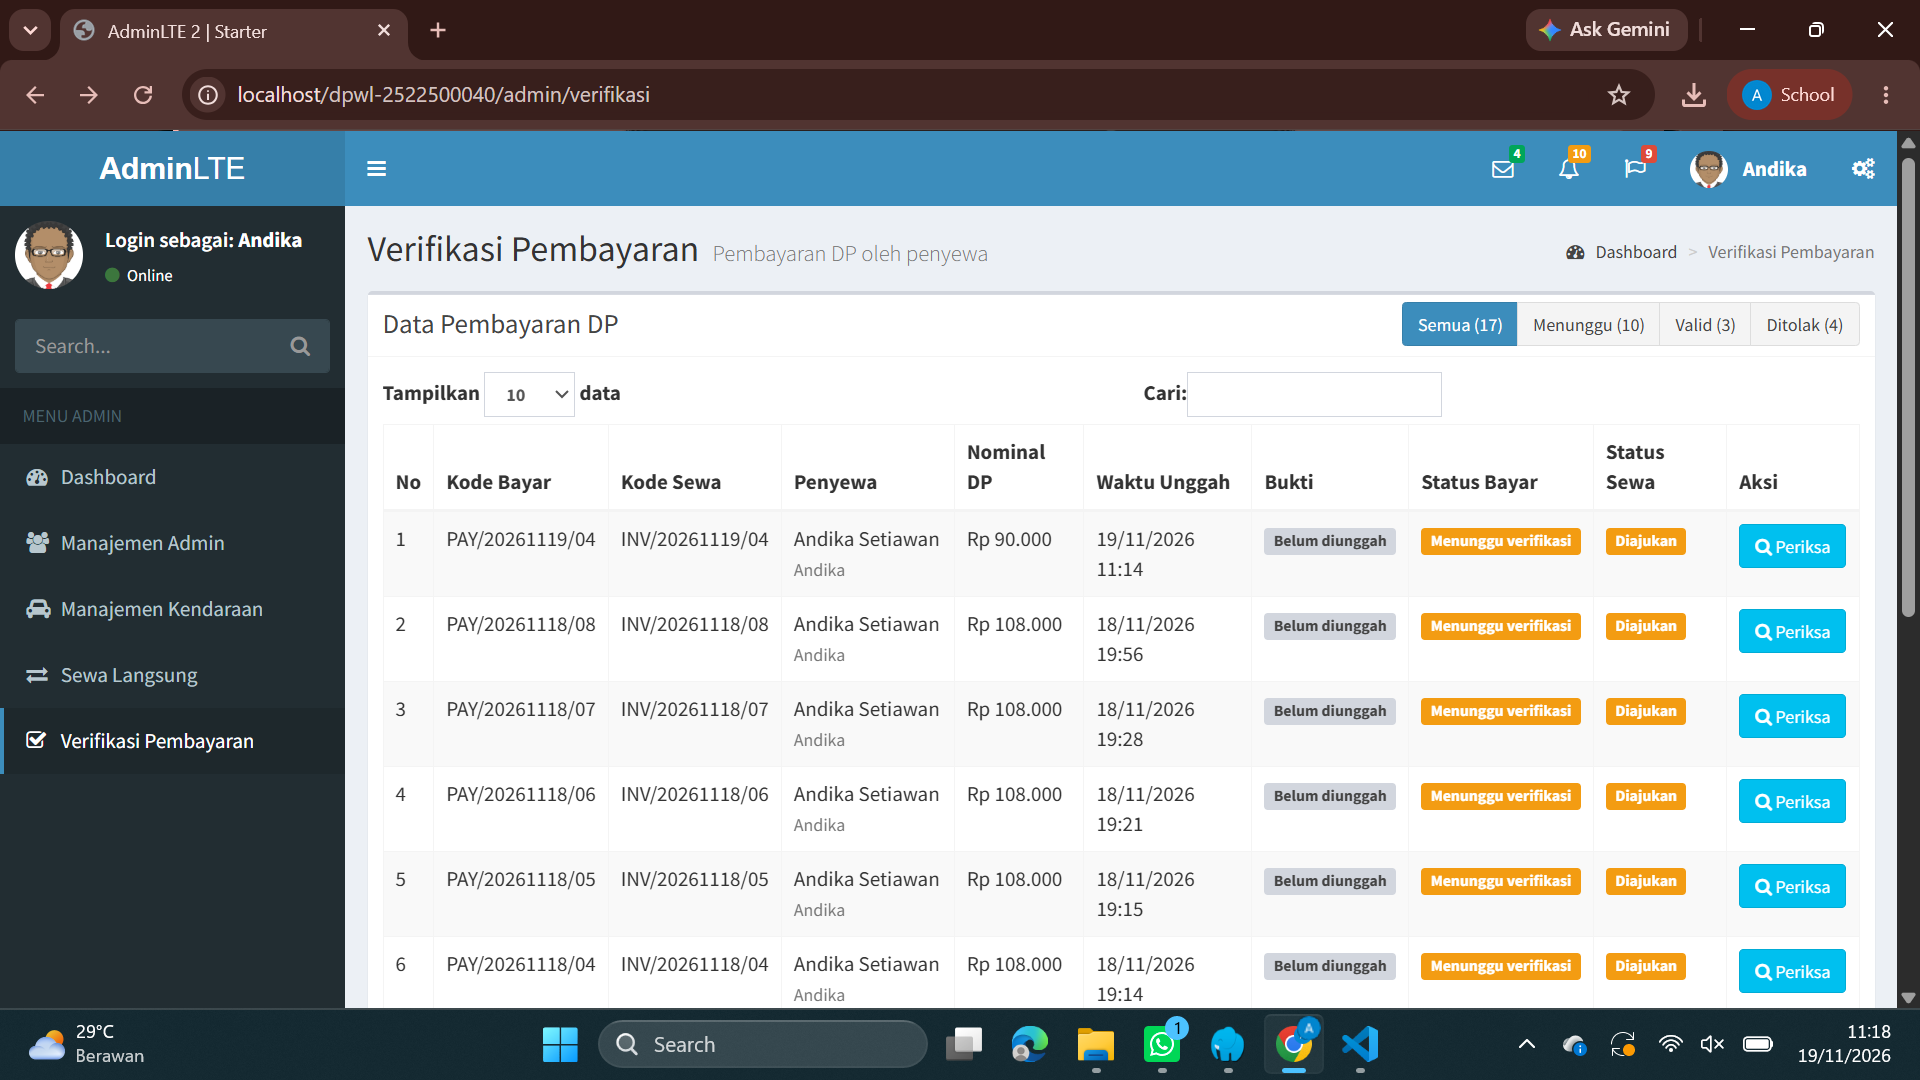 AdminLTE 2 | Starter
Ask Gemini
localhost/dpwl-2522500040/admin/verifikasi
A School
AdminLTE
4
10
9
Andika
Login sebagai: Andika
Online
Search...
MENU ADMIN
Dashboard
Manajemen Admin
Manajemen Kendaraan
Sewa Langsung
Verifikasi Pembayaran
Verifikasi Pembayaran Pembayaran DP oleh penyewa
Dashboard > Verifikasi Pembayaran
Data Pembayaran DP
Semua (17) Menunggu (10) Valid (3) Ditolak (4)
Tampilkan 10 data
Cari:
No Kode Bayar Kode Sewa Penyewa Nominal DP Waktu Unggah Bukti Status Bayar Status Sewa Aksi
1 PAY/20261119/04 INV/20261119/04 Andika Setiawan Rp 90.000 19/11/2026 Belum diunggah Menunggu verifikasi Diajukan Periksa
Andika 11:14
2 PAY/20261118/08 INV/20261118/08 Andika Setiawan Rp 108.000 18/11/2026 Belum diunggah Menunggu verifikasi Diajukan Periksa
Andika 19:56
3 PAY/20261118/07 INV/20261118/07 Andika Setiawan Rp 108.000 18/11/2026 Belum diunggah Menunggu verifikasi Diajukan Periksa
Andika 19:28
4 PAY/20261118/06 INV/20261118/06 Andika Setiawan Rp 108.000 18/11/2026 Belum diunggah Menunggu verifikasi Diajukan Periksa
Andika 19:21
5 PAY/20261118/05 INV/20261118/05 Andika Setiawan Rp 108.000 18/11/2026 Belum diunggah Menunggu verifikasi Diajukan Periksa
Andika 19:15
6 PAY/20261118/04 INV/20261118/04 Andika Setiawan Rp 108.000 18/11/2026 Belum diunggah Menunggu verifikasi Diajukan Periksa
Andika 19:14
29°C
Berawan
Search
1
A
11:18
19/11/2026